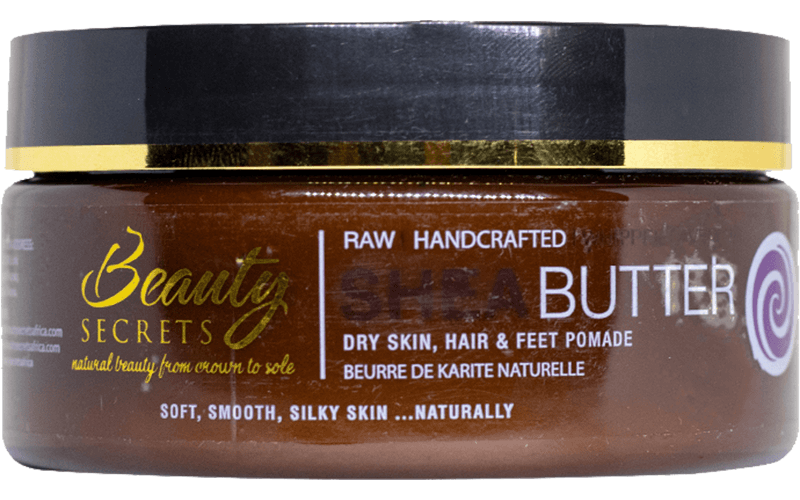 Beauty
SECRETS
natural beauty from crown to sole
RAW HANDCRAFTED
SHEA BUTTER
DRY SKIN, HAIR & FEET POMADE
BEURRE DE KARITE NATURELLE
SOFT, SMOOTH, SILKY SKIN ...NATURALLY